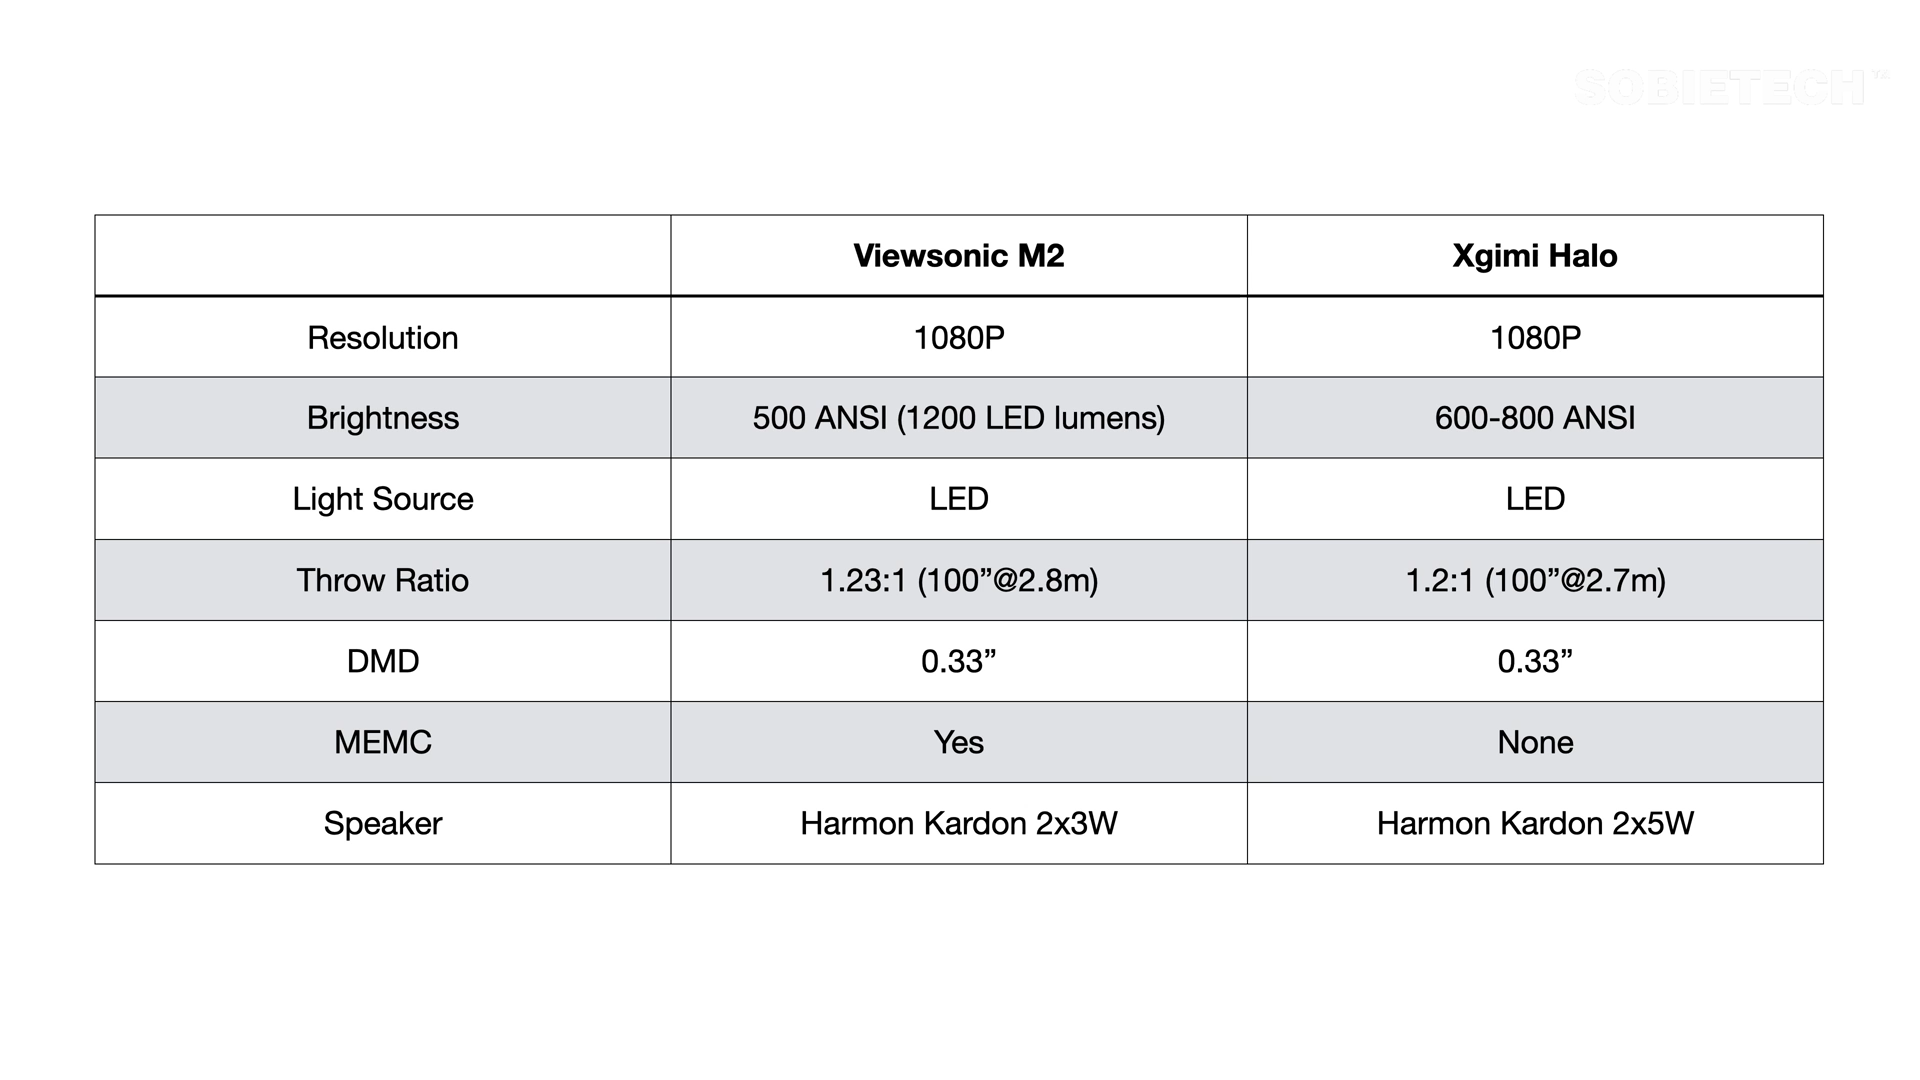 SOBIETECH
Viewsonic M2 Xgimi Halo
Resolution 1080P 1080P
Brightness 500 ANSI (1200 LED lumens) 600-800 ANSI
Light Source LED LED
Throw Ratio 1.23:1 (100”@2.8m) 1.2:1 (100”@2.7m)
DMD 0.33” 0.33”
MEMC Yes None
Speaker Harmon Kardon 2x3W Harmon Kardon 2x5W